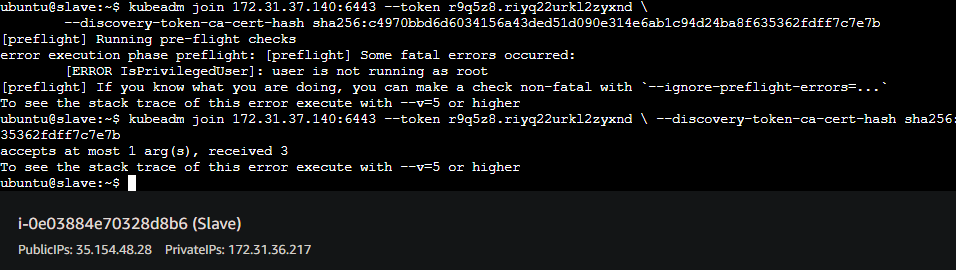 ubuntu@slave:~$ kubeadm join 172.31.37.140:6443 --token r9q5z8.riyq22urkl2zyxnd \
        --discovery-token-ca-cert-hash sha256:c4970bbd6d6034156a43ded51d090e314e6ab1c94d24ba8f635362fdff7c7e7b
[preflight] Running pre-flight checks
error execution phase preflight: [preflight] Some fatal errors occurred:
        [ERROR IsPrivilegedUser]: user is not running as root
[preflight] If you know what you are doing, you can make a check non-fatal with `--ignore-preflight-errors=...`
To see the stack trace of this error execute with --v=5 or higher
ubuntu@slave:~$ kubeadm join 172.31.37.140:6443 --token r9q5z8.riyq22urkl2zyxnd \ --discovery-token-ca-cert-hash sha256:
35362fdff7c7e7b
accepts at most 1 arg(s), received 3
To see the stack trace of this error execute with --v=5 or higher
ubuntu@slave:~$
i-0e03884e70328d8b6 (Slave)
PublicIPs: 35.154.48.28 PrivateIPs: 172.31.36.217